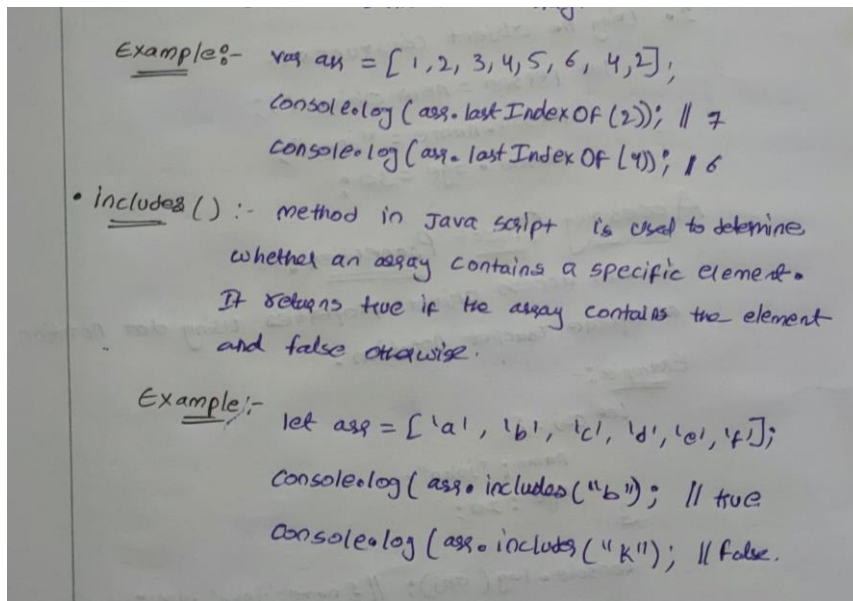 Example:- var arr = [1,2,3,4,5,6, 4,2];
console.log(arr.lastIndexOf(2)); // 7
console.log(arr.lastIndexOf(4)); // 6
• includes() :- method in Java script is used to detemine
whether an array contains a specific element.
It returns true if the array contains the element
and false otherwise.
Example:-
let arr = ['a', 'b', 'c', 'd', 'e', 'f'];
console.log(arr.includes("b"); // true
console.log(arr.includes("K"); // false.